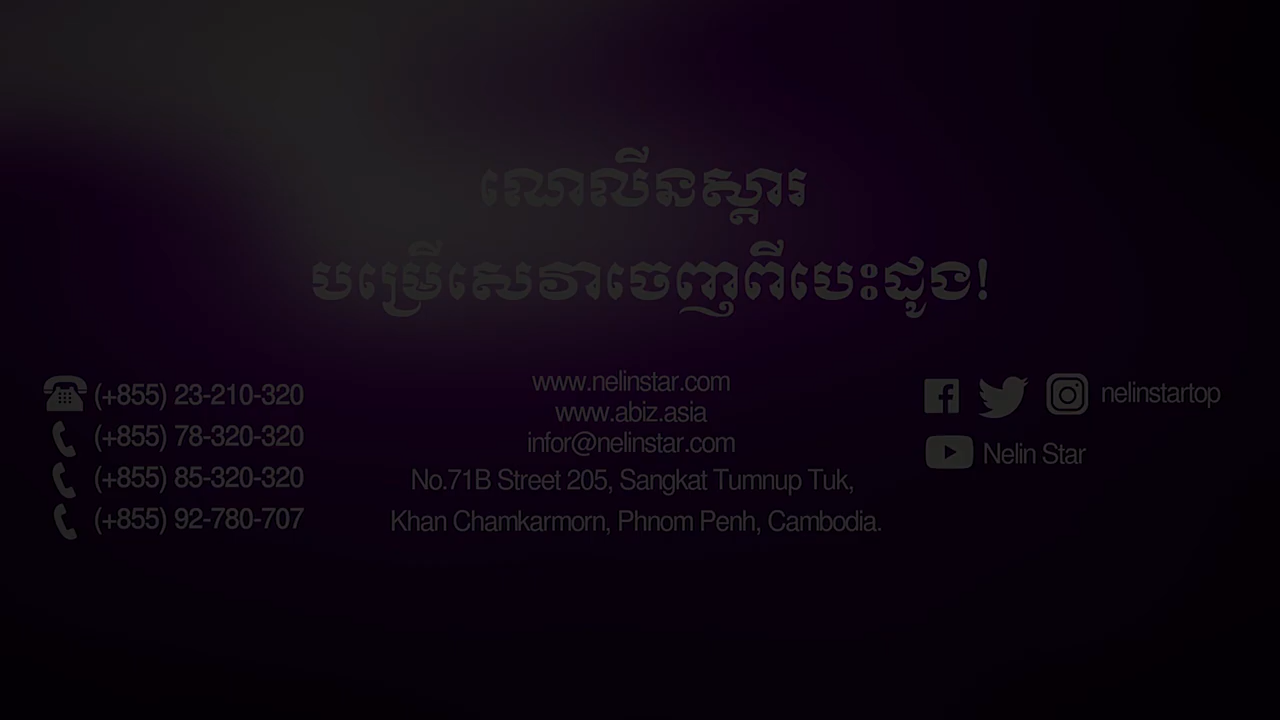 ណេលីនស្តារ
បម្រើសេវាចេញពីបេះដូង!
(+855) 23-210-320
(+855) 78-320-320
(+855) 85-320-320
(+855) 92-780-707
www.nelinstar.com
www.abiz.asia
infor@nelinstar.com
No.71B Street 205, Sangkat Tumnup Tuk,
Khan Chamkarmorn, Phnom Penh, Cambodia.
nelinstartop
Nelin Star